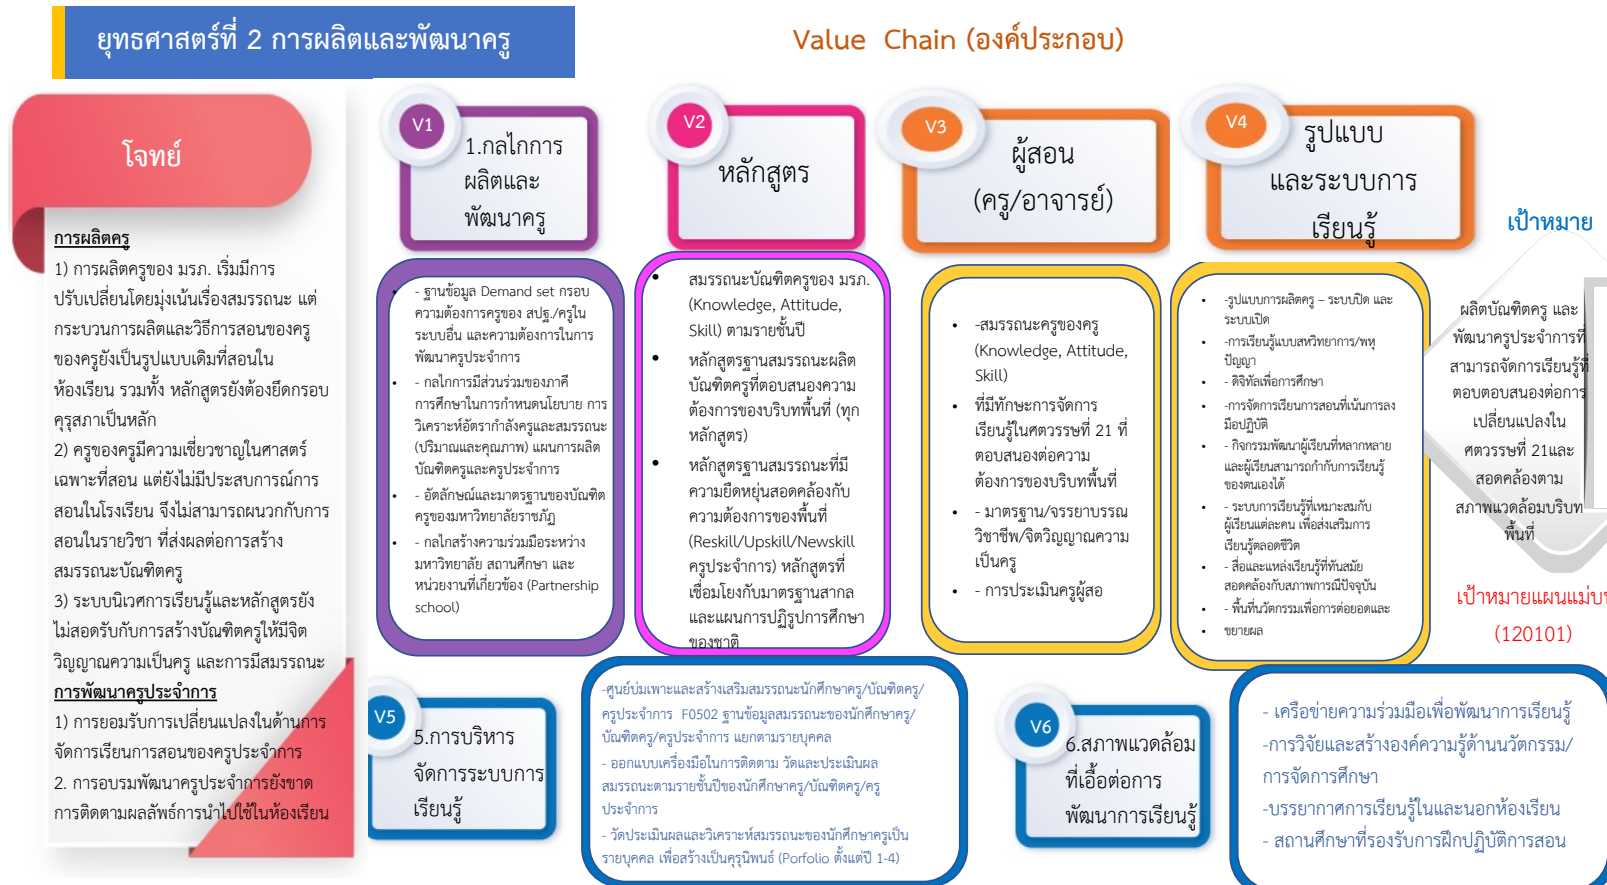 ยุทธศาสตร์ที่ 2 การผลิตและพัฒนาครู
Value Chain (องค์ประกอบ)
โจทย์
การผลิตครู
1) การผลิตครูของ มรภ. เริ่มมีการ
ปรับเปลี่ยนโดยมุ่งเน้นเรื่องสมรรถนะ แต่
กระบวนการผลิตและวิธีการสอนของครู
ของครูยังเป็นรูปแบบเดิมที่สอนใน
ห้องเรียน รวมทั้ง หลักสูตรยังต้องยึดกรอบ
คุรุสภาเป็นหลัก
2) ครูของครูมีความเชี่ยวชาญในศาสตร์
เฉพาะที่สอน แต่ยังไม่มีประสบการณ์การ
สอนในโรงเรียน จึงไม่สามารถผนวกกับการ
สอนในรายวิชา ที่ส่งผลต่อการสร้าง
สมรรถนะบัณฑิตครู
3) ระบบนิเวศการเรียนรู้และหลักสูตรยัง
ไม่สอดรับกับการสร้างบัณฑิตครูให้มีจิต
วิญญาณความเป็นครู และการมีสมรรถนะ
การพัฒนาครูประจำการ
1) การยอมรับการเปลี่ยนแปลงในด้านการ
จัดการเรียนการสอนของครูประจำการ
2. การอบรมพัฒนาครูประจำการยังขาด
การติดตามผลลัพธ์การนำไปใช้ในห้องเรียน
V1
1.กลไกการ
ผลิตและ
พัฒนาครู
- ฐานข้อมูล Demand set กรอบ
ความต้องการครูของ สปฐ./ครูใน
ระบบอื่น และความต้องการในการ
พัฒนาครูประจำการ
- กลไกการมีส่วนร่วมของภาคี
การศึกษาในการกำหนดนโยบาย การ
วิเคราะห์อัตรากำลังครูและสมรรถนะ
(ปริมาณและคุณภาพ) แผนการผลิต
บัณฑิตครูและครูประจำการ
- อัตลักษณ์และมาตรฐานของบัณฑิต
ครูของมหาวิทยาลัยราชภัฏ
- กลไกสร้างความร่วมมือระหว่าง
มหาวิทยาลัย สถานศึกษา และ
หน่วยงานที่เกี่ยวข้อง (Partnership
school)
V2
หลักสูตร
สมรรถนะบัณฑิตครูของ มรภ.
(Knowledge, Attitude,
Skill) ตามรายชั้นปี
หลักสูตรฐานสมรรถนะผลิต
บัณฑิตครูที่ตอบสนองความ
ต้องการของบริบทพื้นที่ (ทุก
หลักสูตร)
หลักสูตรฐานสมรรถนะที่มี
ความยืดหยุ่นสอดคล้องกับ
ความต้องการของพื้นที่
(Reskill/Upskill/Newskill
ครูประจำการ) หลักสูตรที่
เชื่อมโยงกับมาตรฐานสากล
และแผนการปฏิรูปการศึกษา
ของชาติ
V3
ผู้สอน
(ครู/อาจารย์)
-สมรรถนะครูของครู
(Knowledge, Attitude,
Skill)
ที่มีทักษะการจัดการ
เรียนรู้ในศตวรรษที่ 21 ที่
ตอบสนองต่อความ
ต้องการของบริบทพื้นที่
- มาตรฐาน/จรรยาบรรณ
วิชาชีพ/จิตวิญญาณความ
เป็นครู
- การประเมินครูผู้สอ
V4
รูปแบบ
และระบบการ
เรียนรู้
-รูปแบบการผลิตครู – ระบบปิด และ
ระบบเปิด
-การเรียนรู้แบบสหวิทยาการ/พหุ
ปัญญา
- ดิจิทัลเพื่อการศึกษา
-การจัดการเรียนการสอนที่เน้นการลง
มือปฏิบัติ
- กิจกรรมพัฒนาผู้เรียนที่หลากหลาย
และผู้เรียนสามารถกำกับการเรียนรู้
ของตนเองได้
- ระบบการเรียนรู้ที่เหมาะสมกับ
ผู้เรียนแต่ละคน เพื่อส่งเสริมการ
เรียนรู้ตลอดชีวิต
- สื่อและแหล่งเรียนรู้ที่ทันสมัย
สอดคล้องกับสภาพการณ์ปัจจุบัน
- พื้นที่นวัตกรรมเพื่อการต่อยอดและ
ขยายผล
เป้าหมาย
ผลิตบัณฑิตครู และ
พัฒนาครูประจำการที่
สามารถจัดการเรียนรู้ที่
ตอบตอบสนองต่อการ
เปลี่ยนแปลงใน
ศตวรรษที่ 21และ
สอดคล้องตาม
สภาพแวดล้อมบริบท
พื้นที่
เป้าหมายแผนแม่บท
(120101)
V5
5.การบริหาร
จัดการระบบการ
เรียนรู้
-ศูนย์บ่มเพาะและสร้างเสริมสมรรถนะนักศึกษาครู/บัณฑิตครู/
ครูประจำการ F0502 ฐานข้อมูลสมรรถนะของนักศึกษาครู/
บัณฑิตครู/ครูประจำการ แยกตามรายบุคคล
- ออกแบบเครื่องมือในการติดตาม วัดและประเมินผล
สมรรถนะตามรายชั้นปีของนักศึกษาครู/บัณฑิตครู/ครู
ประจำการ
- วัดประเมินผลและวิเคราะห์สมรรถนะของนักศึกษาครูเป็น
รายบุคคล เพื่อสร้างเป็นคุรุนิพนธ์ (Porfolio ตั้งแต่ปี 1-4)
V6
6.สภาพแวดล้อม
ที่เอื้อต่อการ
พัฒนาการเรียนรู้
- เครือข่ายความร่วมมือเพื่อพัฒนาการเรียนรู้
-การวิจัยและสร้างองค์ความรู้ด้านนวัตกรรม/
การจัดการศึกษา
-บรรยากาศการเรียนรู้ในและนอกห้องเรียน
- สถานศึกษาที่รองรับการฝึกปฏิบัติการสอน